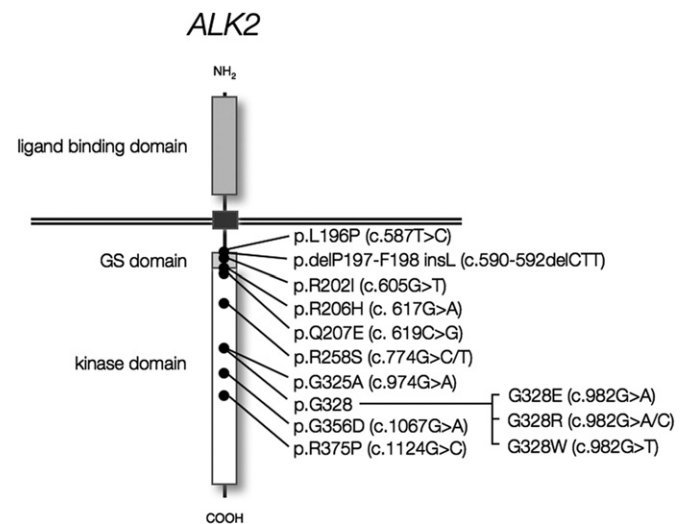 ALK2
NH2
ligand binding domain
p.L196P (c.587T>C)
GS domain
p.delP197-F198 insL (c.590-592delCTT)
p.R202I (c.605G>T)
p.R206H (c. 617G>A)
p.Q207E (c. 619C>G)
p.R258S (c.774G>C/T)
kinase domain
p.G325A (c.974G>A)
p.G328
G328E (c.982G>A)
G328R (c.982G>A/C)
G328W (c.982G>T)
p.G356D (c.1067G>A)
p.R375P (c.1124G>C)
COOH